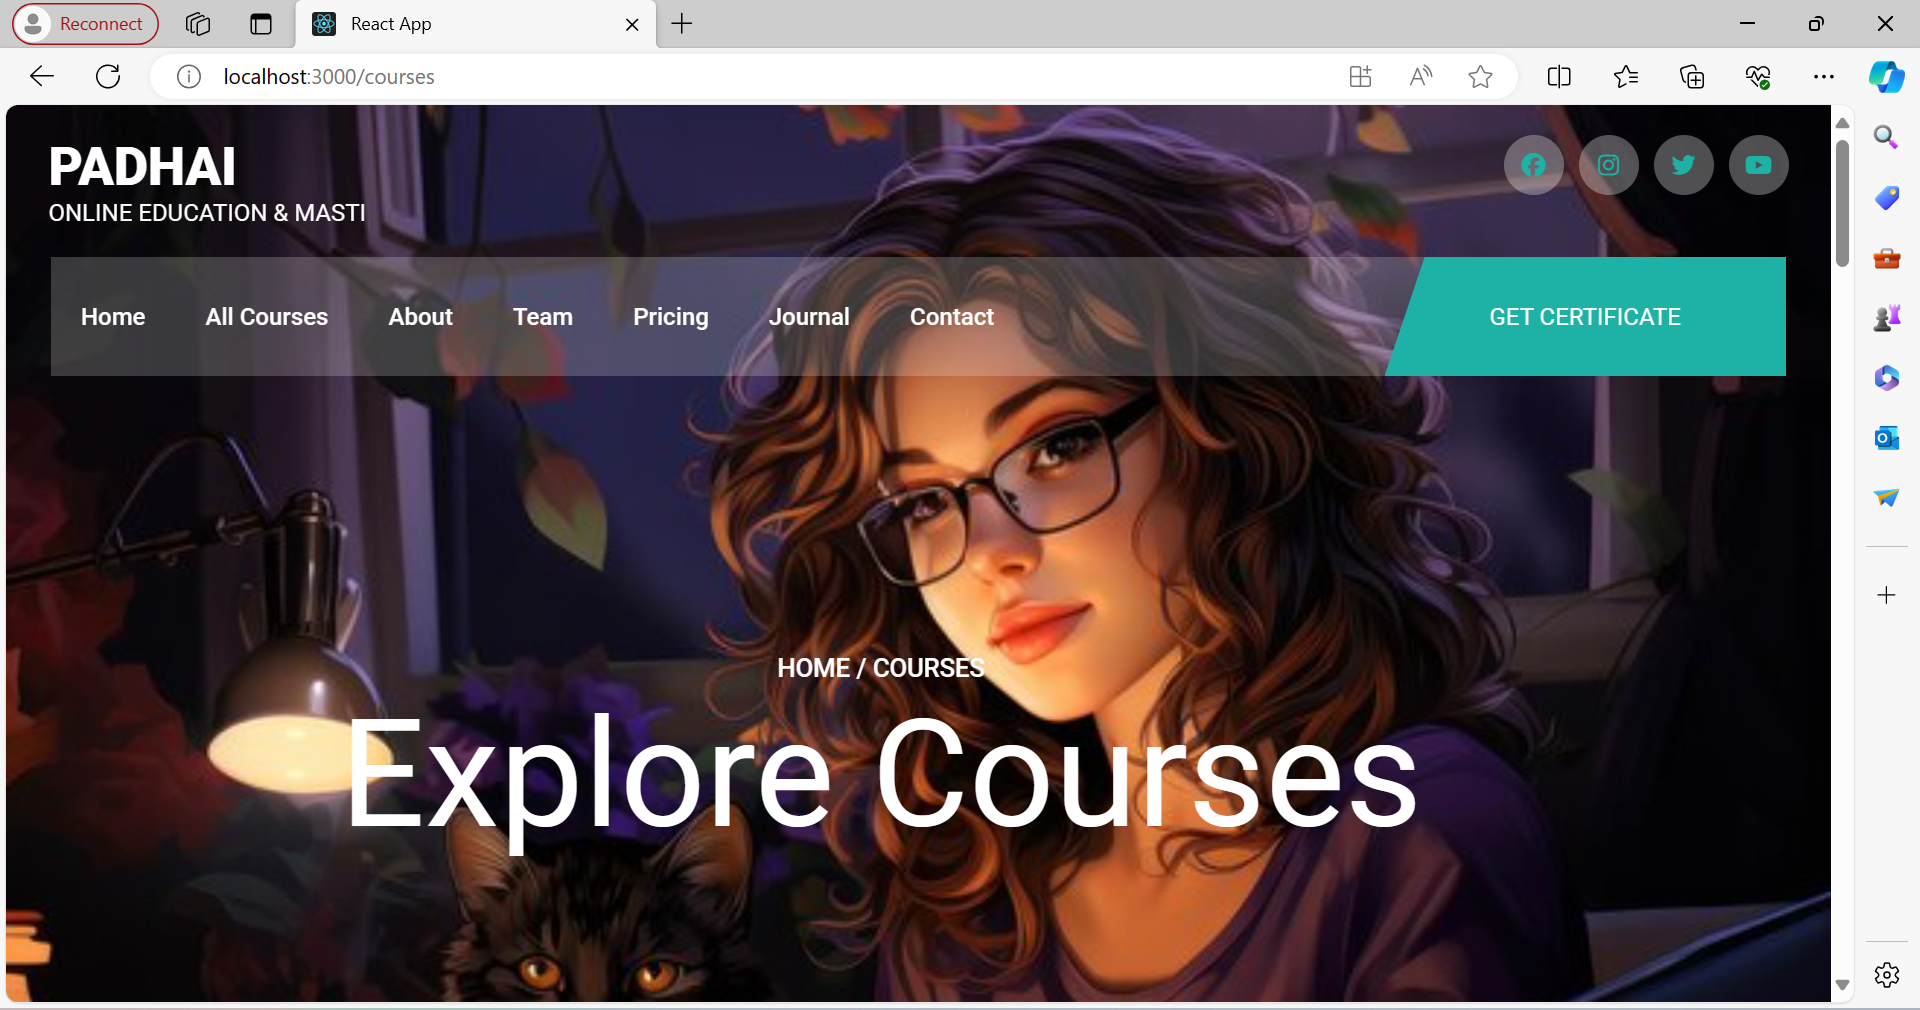 Reconnect
React App
localhost:3000/courses
PADHAI
ONLINE EDUCATION & MASTI
Home All Courses About Team Pricing Journal Contact GET CERTIFICATE
HOME / COURSES
Explore Courses